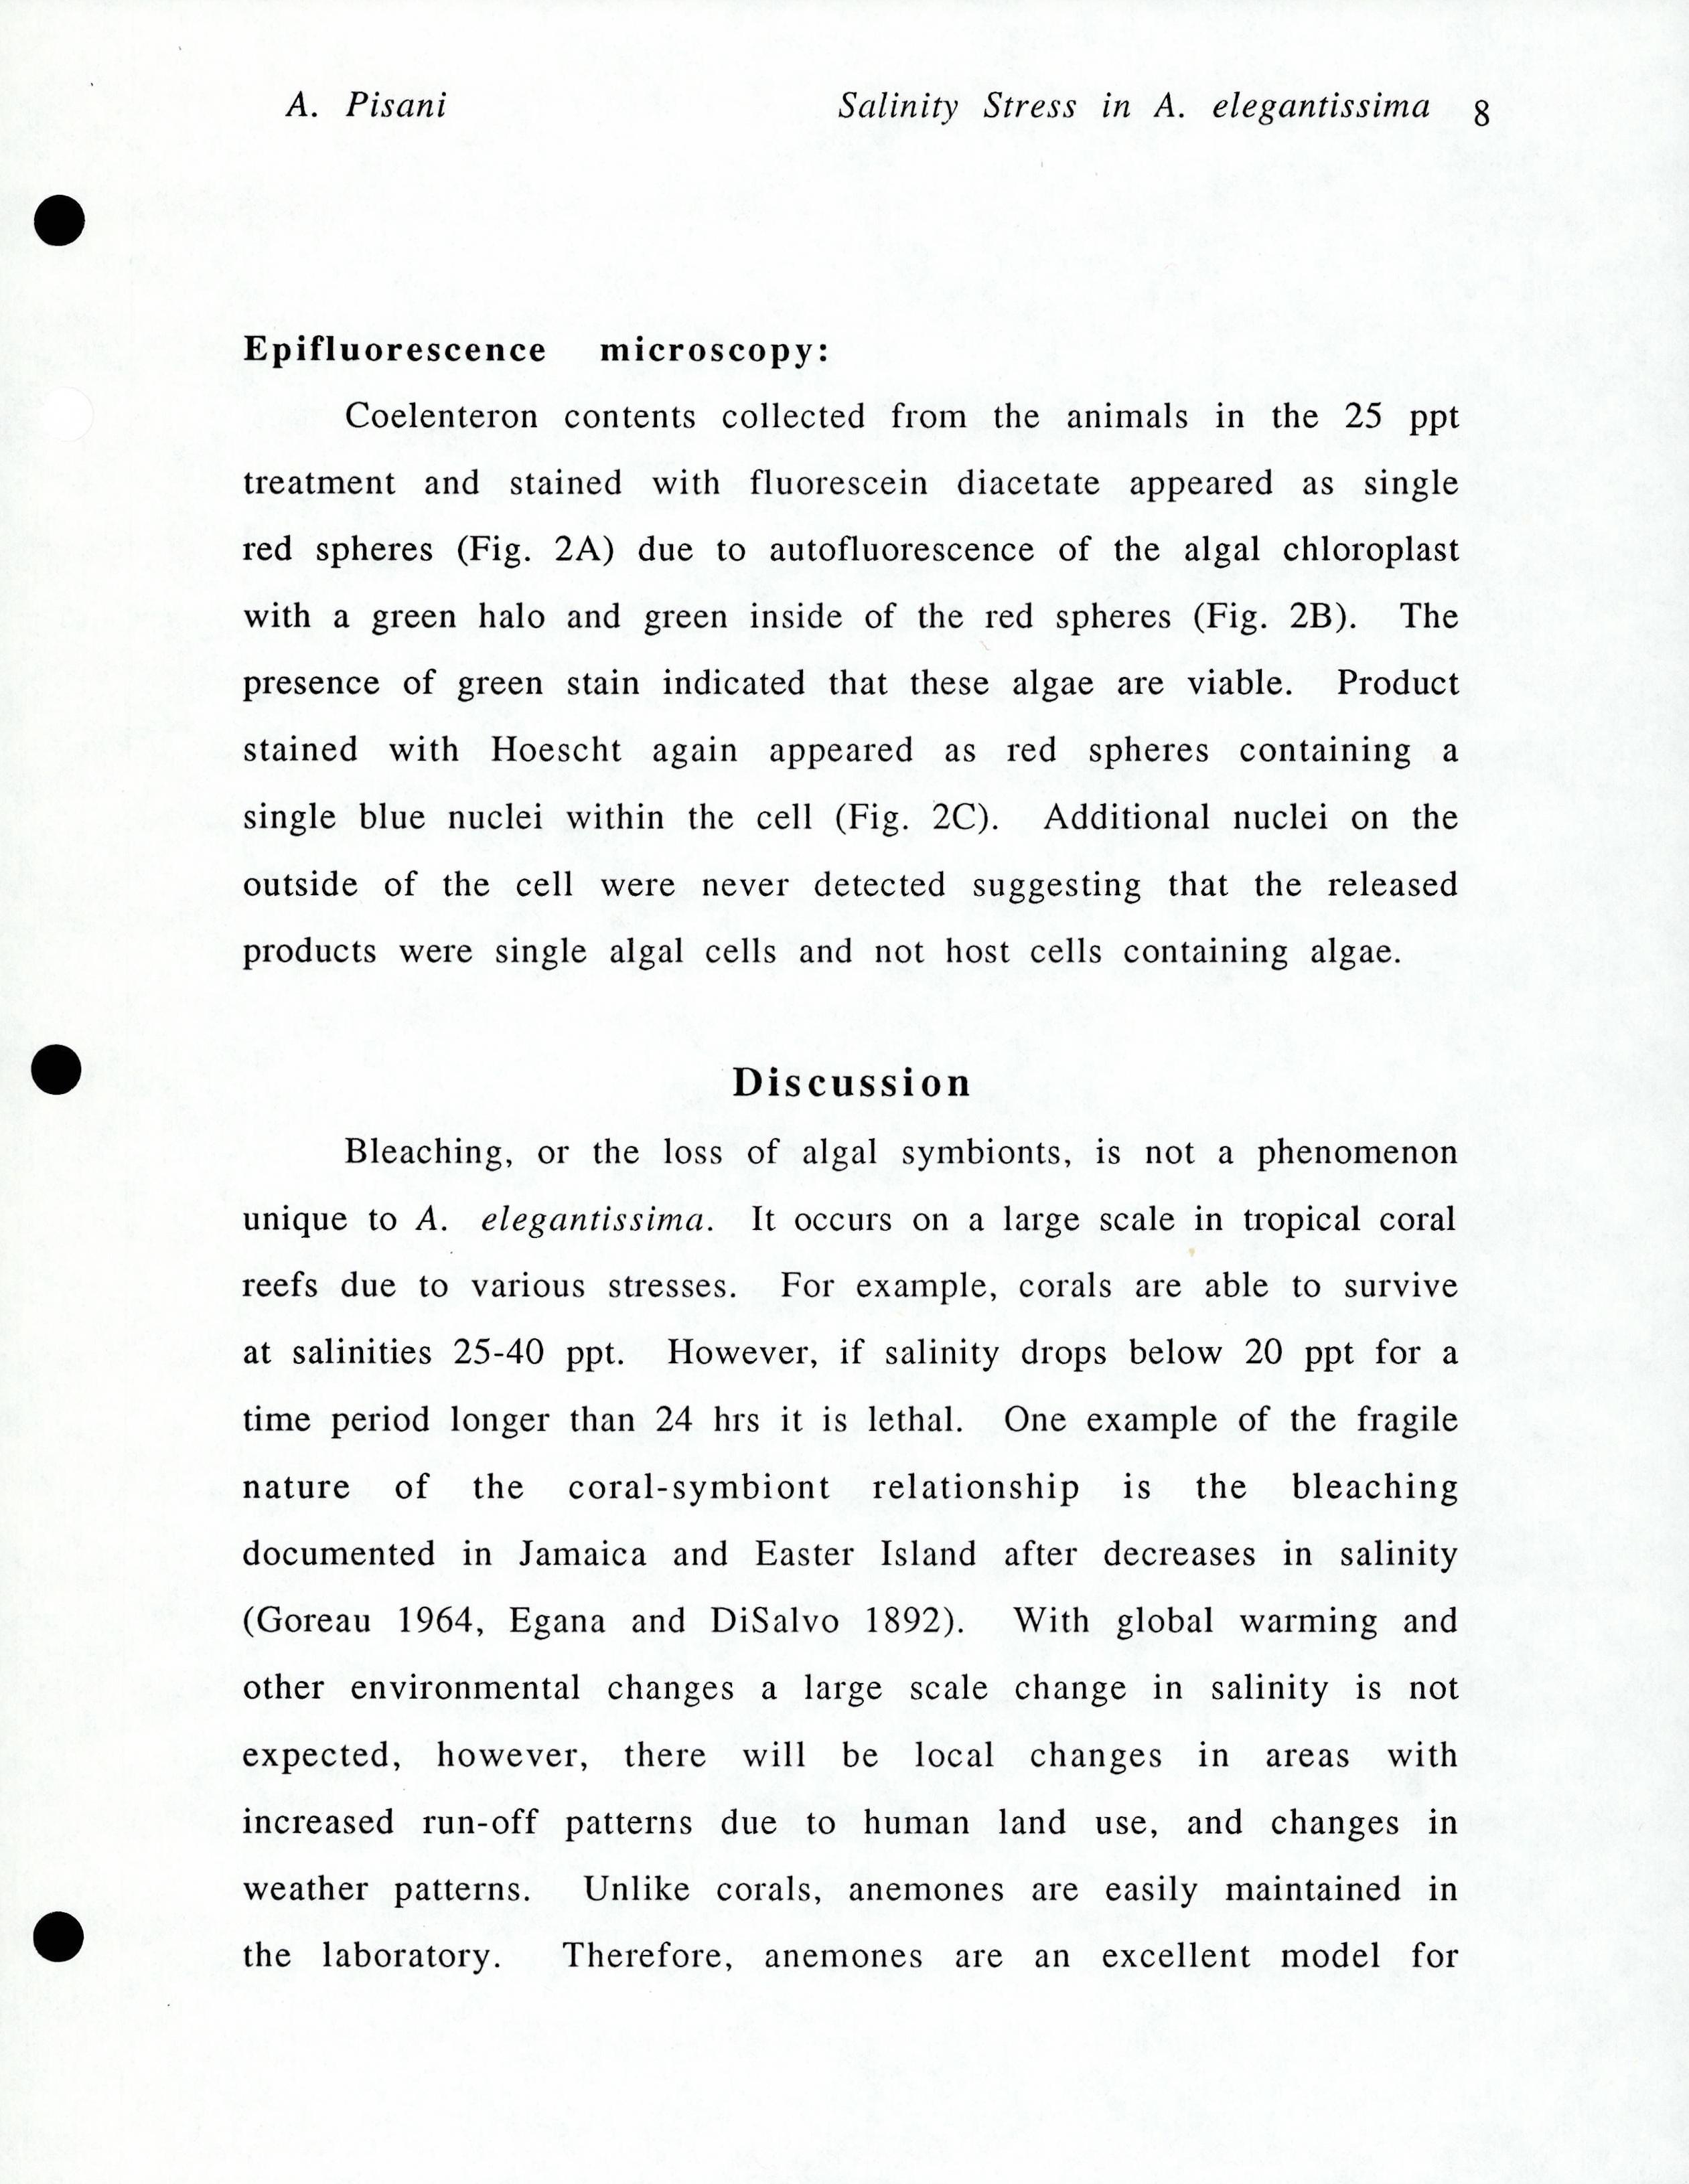 A. Pisani Salinity Stress in A. elegantissima 8
Epifluorescence microscopy:
Coelenteron contents collected from the animals in the 25 ppt
treatment and stained with fluorescein diacetate appeared as single
red spheres (Fig. 2A) due to autofluorescence of the algal chloroplast
with a green halo and green inside of the red spheres (Fig. 2B). The
presence of green stain indicated that these algae are viable. Product
stained with Hoescht again appeared as red spheres containing a
single blue nuclei within the cell (Fig. 2C). Additional nuclei on the
outside of the cell were never detected suggesting that the released
products were single algal cells and not host cells containing algae.
Discussion
Bleaching, or the loss of algal symbionts, is not a phenomenon
unique to A. elegantissima. It occurs on a large scale in tropical coral
reefs due to various stresses. For example, corals are able to survive
at salinities 25-40 ppt. However, if salinity drops below 20 ppt for a
time period longer than 24 hrs it is lethal. One example of the fragile
nature of the coral-symbiont relationship is the bleaching
documented in Jamaica and Easter Island after decreases in salinity
(Goreau 1964, Egana and DiSalvo 1892). With global warming and
other environmental changes a large scale change in salinity is not
expected, however, there will be local changes in areas with
increased run-off patterns due to human land use, and changes in
weather patterns. Unlike corals, anemones are easily maintained in
the laboratory. Therefore, anemones are an excellent model for